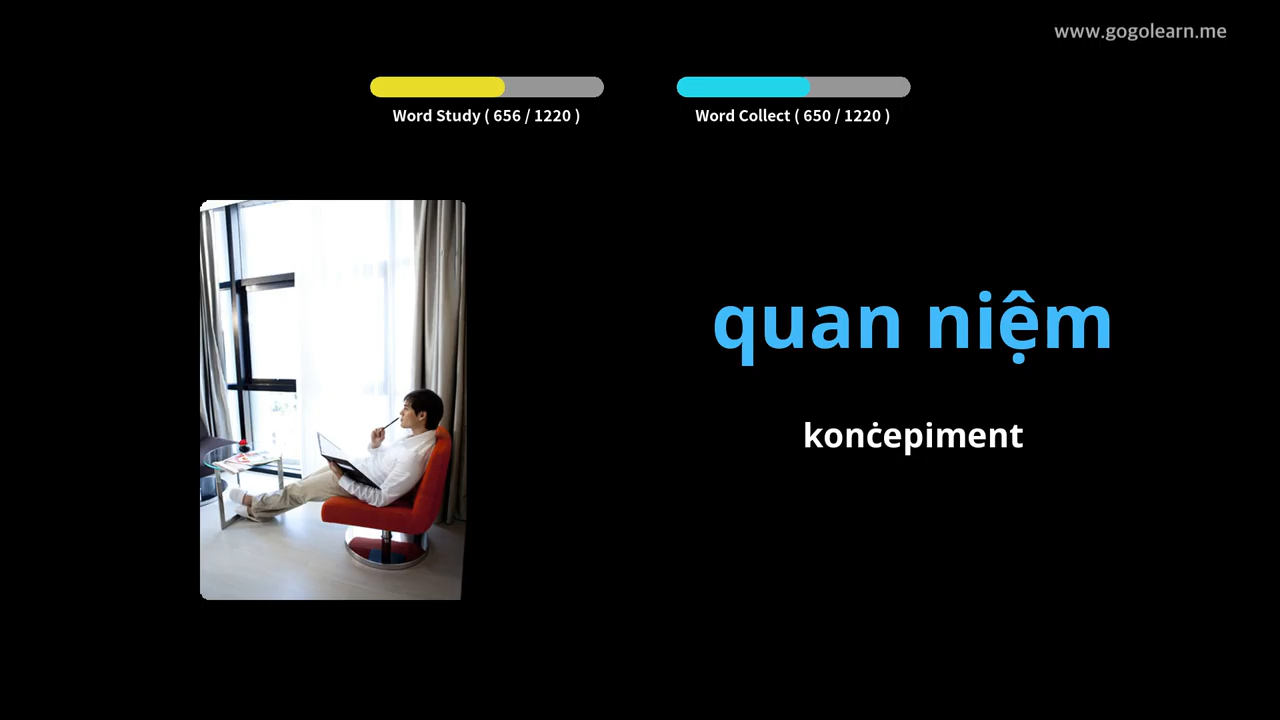 www.gogolearn.me
Word Study ( 656 / 1220 )
Word Collect ( 650 / 1220 )
quan niệm
konċepiment